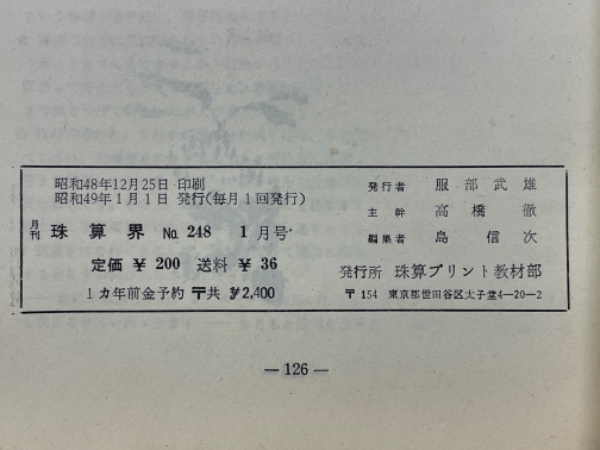 昭和48年12月25日 印刷
昭和49年1月1日 発行(毎月1回発行)
月刊 珠算界 No. 248 1月号
定価 ¥ 200 送料 ¥ 36
1カ年前金予約 〒共 ¥2,400
発行者 服部武雄
主幹 高橋徹
編集者 島信次
発行所 珠算プリント教材部
〒154 東京都世田谷区太子堂4-20-2
— 126 —